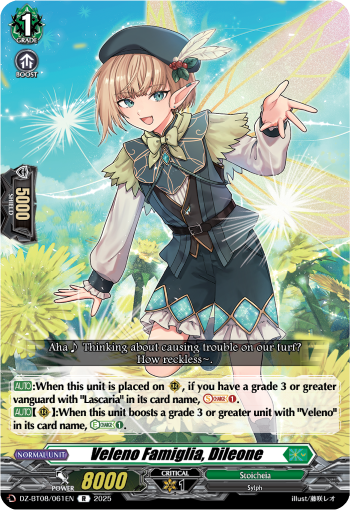 1
GRADE
BOOST
5000
SHIELD
Aha♪ Thinking about causing trouble on our turf?
How reckless~.
AUTO:When this unit is placed on RC, if you have a grade 3 or greater
vanguard with "Lascaria" in its card name, SCHARGE 1.
AUTO【RC】:When this unit boosts a grade 3 or greater unit with "Veleno"
in its card name, ECHARGE 1.
NORMAL UNIT
Veleno Famiglia, Dileone
POWER
8000
CRITICAL
1
Stoicheia
Sylph
DZ-BT08/061EN R 2025
illust/藤咲レオ